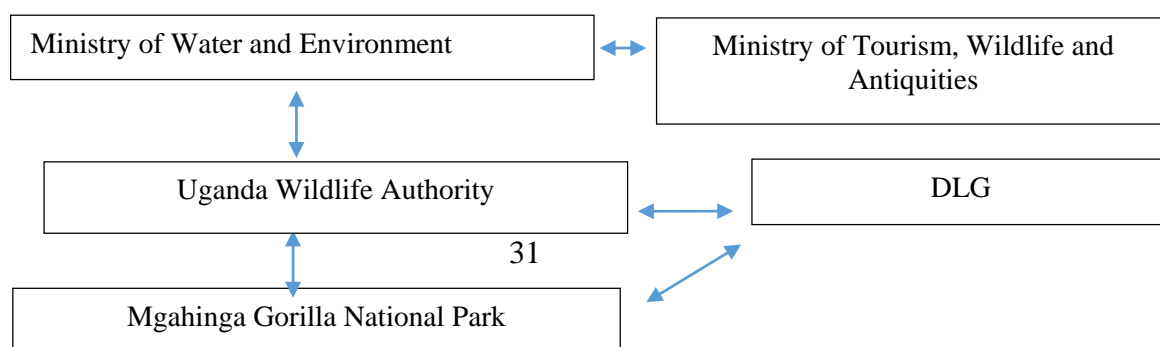 Ministry of Water and Environment
Ministry of Tourism, Wildlife and
Antiquities
Uganda Wildlife Authority
DLG
31
Mgahinga Gorilla National Park